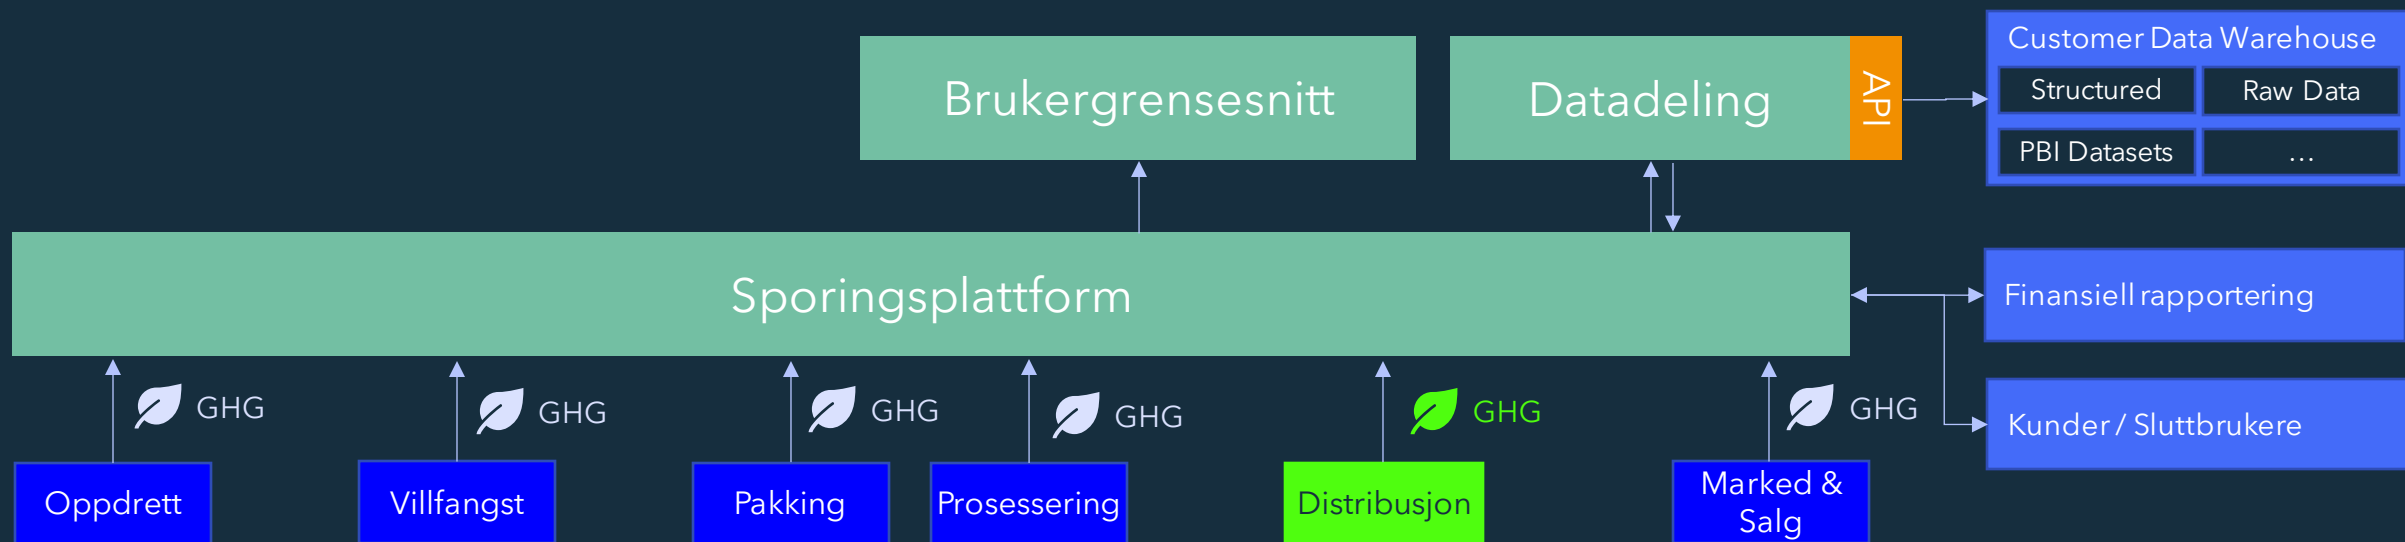 Brukergrensesnitt
Datadeling
API
Customer Data Warehouse
Structured
Raw Data
PBI Datasets
...
Sporingsplattform
Finansiell rapportering
Kunder / Sluttbrukere
GHG
GHG
GHG
GHG
GHG
GHG
Oppdrett
Villfangst
Pakking
Prosessering
Distribusjon
Marked &
Salg